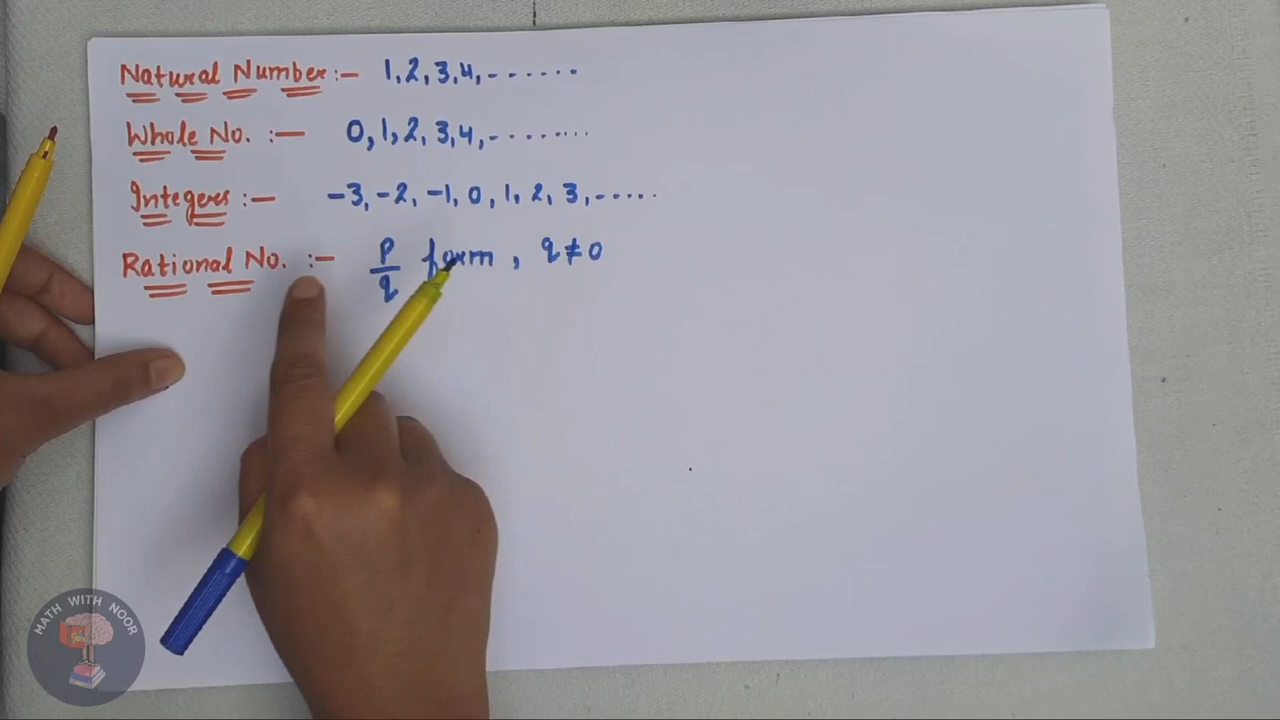 Natural Number :- 1, 2, 3, 4, - - - - - - -
Whole No. :- 0, 1, 2, 3, 4, - - - - - - - -
Integers :- -3, -2, -1, 0, 1, 2, 3, - - - - - -
Rational No. :- p/q form, q ≠ 0
MATH WITH NOOR